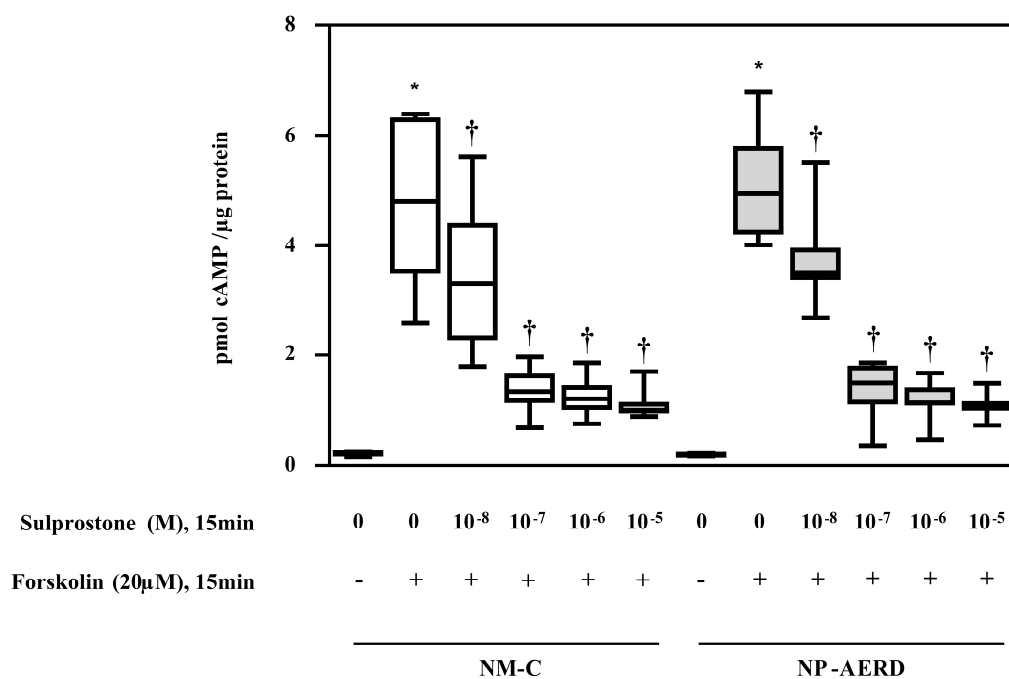 8
6
4
2
0
pmol cAMP /µg protein
* † † † † * † † † †
Sulprostone (M), 15min 0 0 10⁻⁸ 10⁻⁷ 10⁻⁶ 10⁻⁵ 0 0 10⁻⁸ 10⁻⁷ 10⁻⁶ 10⁻⁵
Forskolin (20µM), 15min - + + + + + - + + + + +
NM-C NP-AERD